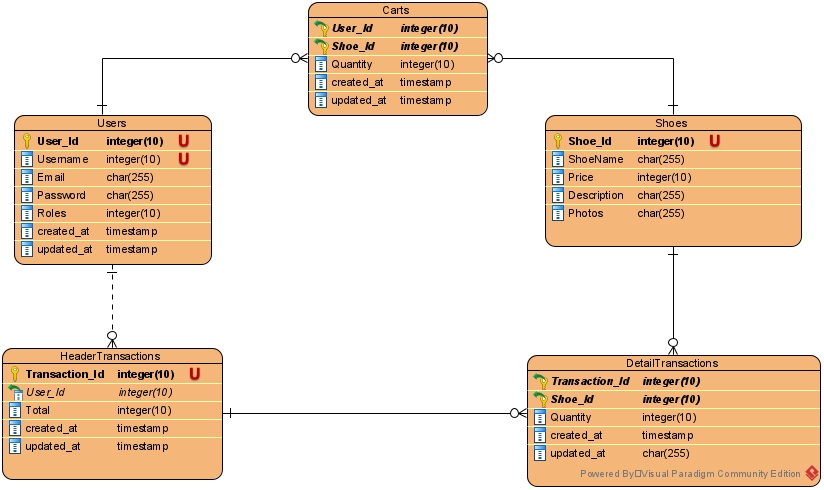 Carts
User_Id integer(10)
Shoe_Id integer(10)
Quantity integer(10)
created_at timestamp
updated_at timestamp
Users
User_Id integer(10) U
Username integer(10) U
Email char(255)
Password char(255)
Roles integer(10)
created_at timestamp
updated_at timestamp
Shoes
Shoe_Id integer(10) U
ShoeName char(255)
Price integer(10)
Description char(255)
Photos char(255)
HeaderTransactions
Transaction_Id integer(10) U
User_Id integer(10)
Total integer(10)
created_at timestamp
updated_at timestamp
DetailTransactions
Transaction_Id integer(10)
Shoe_Id integer(10)
Quantity integer(10)
created_at timestamp
updated_at char(255)
Powered By□Visual Paradigm Community Edition